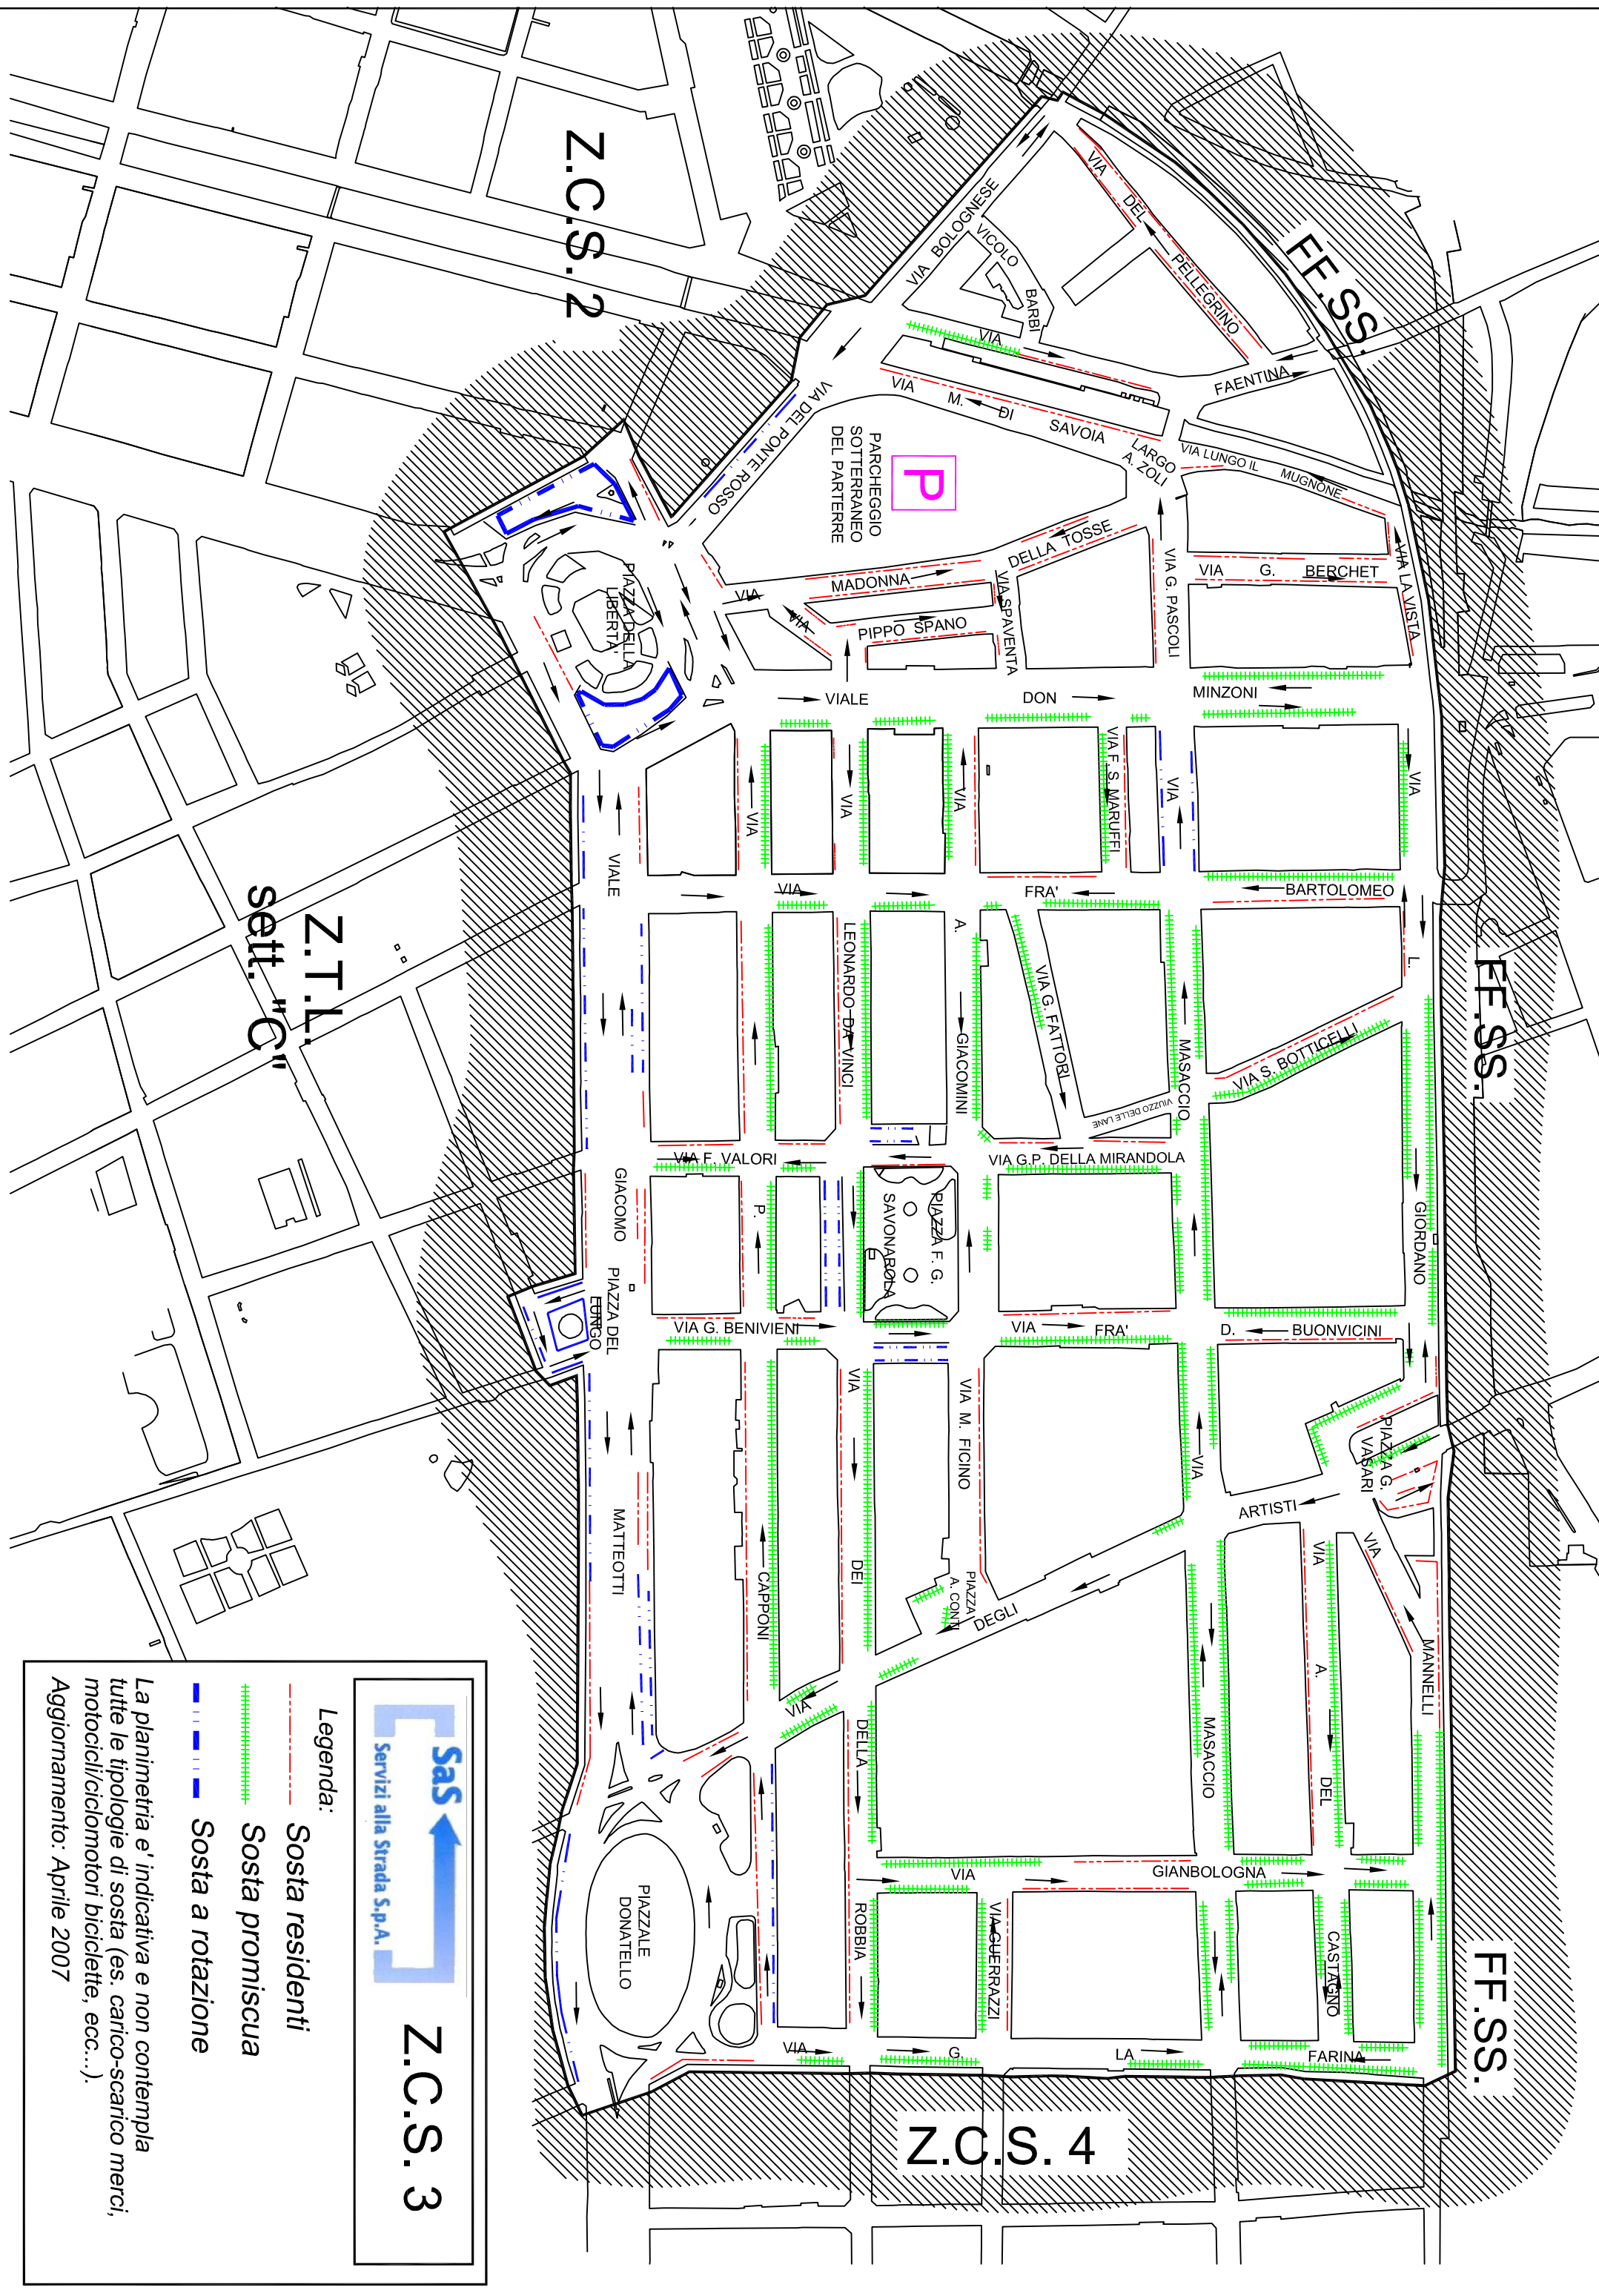 Z.C.S. 2
FF.SS.
VIA BOLOGNESE
VICOLO
BARBI
VIA
DEL
PELLEGRINO
VIA
FAENTINA
VIA
M.
DI
SAVOIA
LARGO
A. ZOLI
VIA LUNGO IL
MUGNONE
VIA DEL PONTE ROSSO
P
PARCHEGGIO
SOTTERRANEO
DEL PARTERRE
PIAZZA DELLA
LIBERTA'
VIA
MADONNA
DELLA TOSSE
VIA
PIPPO SPANO
VIA SPAVENTA
VIA G. PASCOLI
VIA
G.
BERCHET
VIA LA VISTA
VIALE
DON
MINZONI
VIALE
VIA
VIA
VIA
VIA F. S. MARUFFI
VIA
VIA
VIA
FRA'
BARTOLOMEO
Z.T.L.
sett. "C"
LEONARDO DA VINCI
A.
GIACOMINI
VIA G. FATTORI
VIUZZO DELLE LANE
MASACCIO
L.
VIA S. BOTTICELLI
FF.SS.
VIA F. VALORI
VIA G.P. DELLA MIRANDOLA
GIACOMO
P.
PIAZZA F. G.
SAVONAROLA
GIORDANO
PIAZZA DEL
LUNGO
VIA G. BENIVIENI
VIA
FRA'
D.
BUONVICINI
VIA
VIA M. FICINO
VIA
PIAZZA G.
VASARI
MATTEOTTI
CAPPONI
DEI
PIAZZA
A. CONTI
DEGLI
ARTISTI
VIA
VIA
VIA
DELLA
MASACCIO
A.
DEL
MANNELLI
PIAZZALE
DONATELLO
VIA
GIANBOLOGNA
ROBBIA
VIA GUERRAZZI
CASTAGNO
FF.SS.
VIA
G.
LA
FARINA
Z.C.S. 4
SaS
Servizi alla Strada S.p.A.
Z.C.S. 3
Legenda:
Sosta residenti
Sosta promiscua
Sosta a rotazione
La planimetria e' indicativa e non contempla
tutte le tipologie di sosta (es. carico-scarico merci,
motocicli/ciclomotori biciclette, ecc...).
Aggiornamento: Aprile 2007